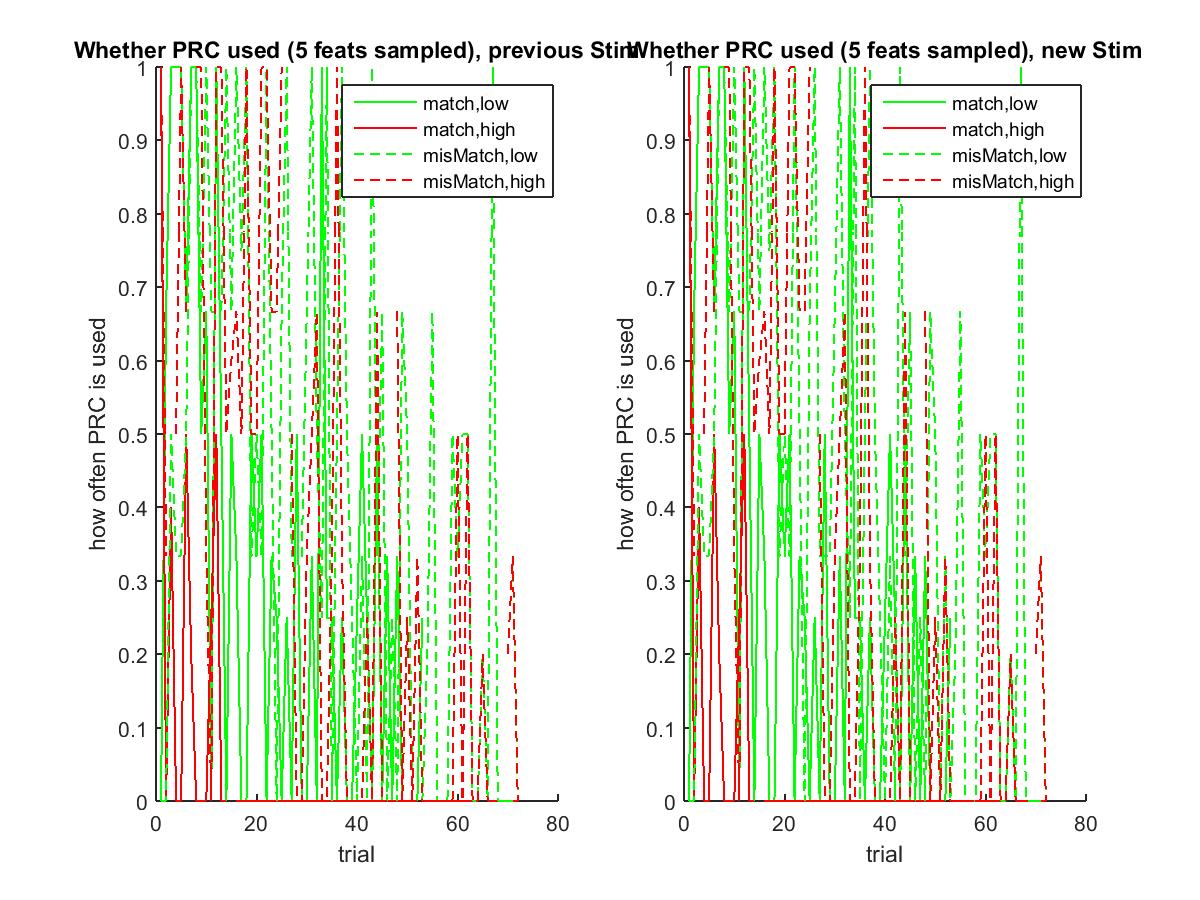 Whether PRC used (5 feats sampled), previous Stim
1
0.9
0.8
0.7
0.6
0.5
0.4
0.3
0.2
0.1
0
how often PRC is used
match,low
match,high
misMatch,low
misMatch,high
0 20 40 60 80
trial
Whether PRC used (5 feats sampled), new Stim
1
0.9
0.8
0.7
0.6
0.5
0.4
0.3
0.2
0.1
0
how often PRC is used
match,low
match,high
misMatch,low
misMatch,high
0 20 40 60 80
trial